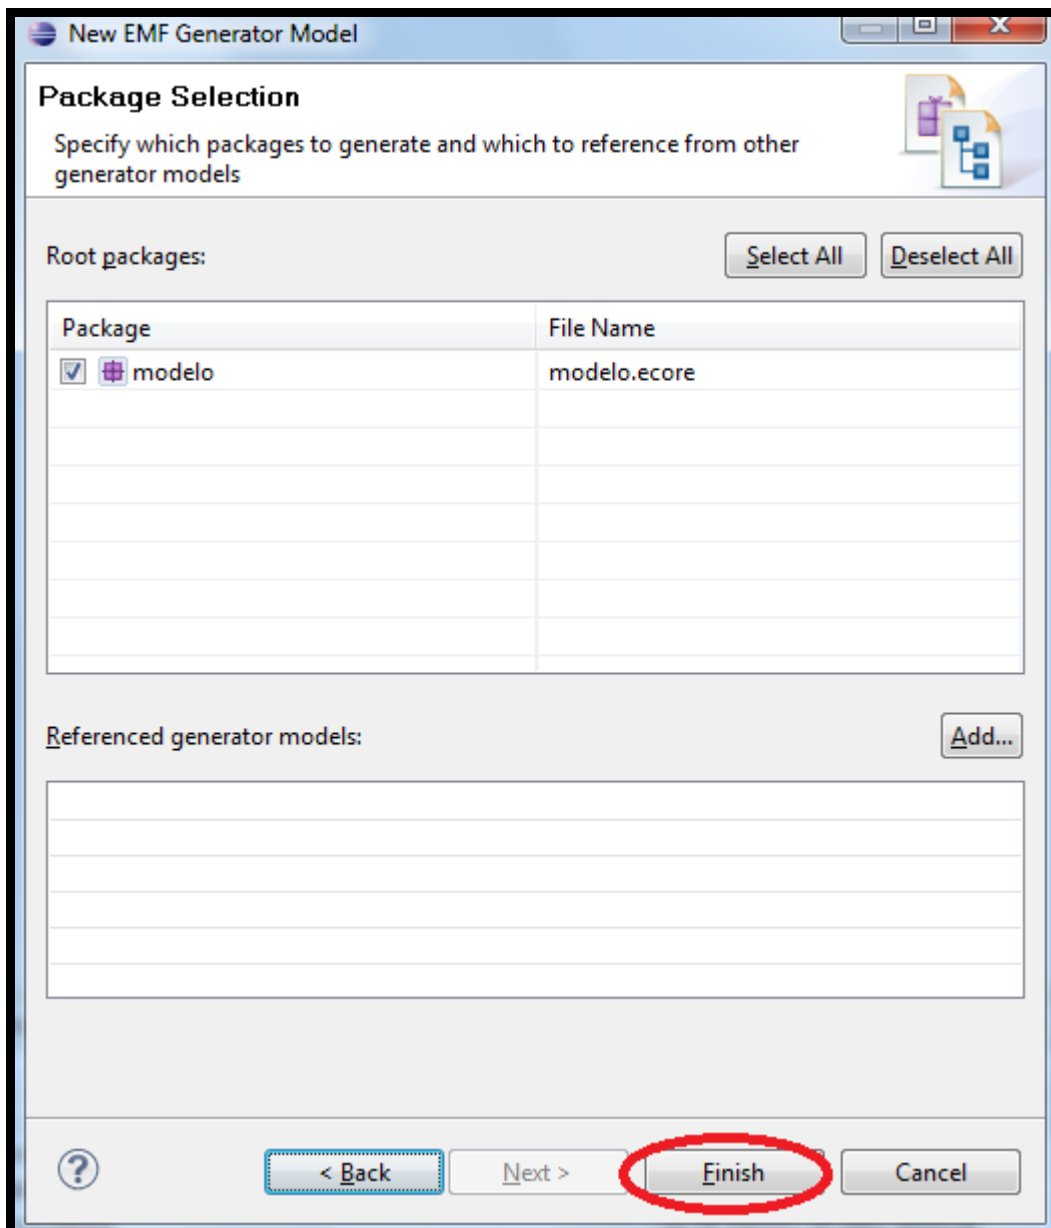 New EMF Generator Model
Package Selection
Specify which packages to generate and which to reference from other
generator models
Root packages:
Select All
Deselect All
Package
File Name
modelo
modelo.ecore
Referenced generator models:
Add...
< Back
Next >
Finish
Cancel